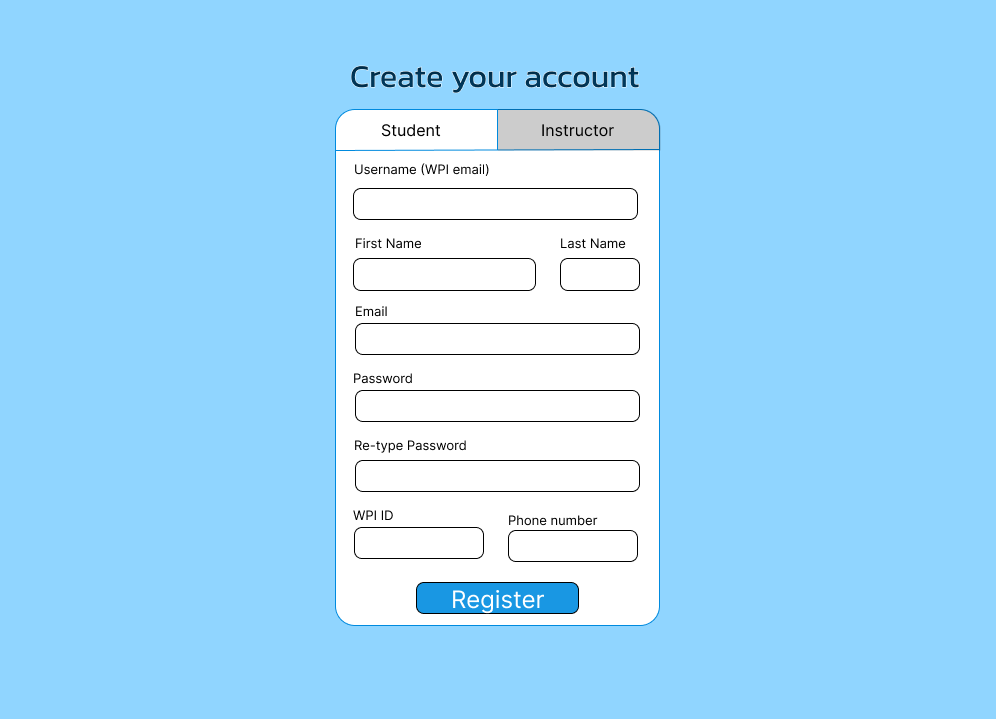 Create your account
Student Instructor
Username (WPI email)
First Name Last Name
Email
Password
Re-type Password
WPI ID Phone number
Register